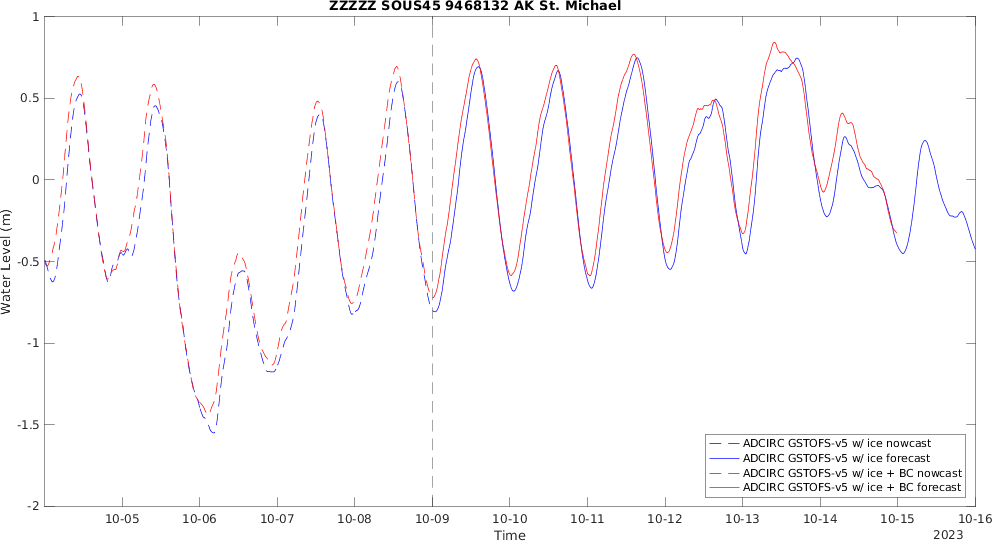 ZZZZZ SOUS45 9468132 AK St. Michael
1
0.5
0
-0.5
-1
-1.5
-2
Water Level (m)
ADCIRC GSTOFS-v5 w/ ice nowcast
ADCIRC GSTOFS-v5 w/ ice forecast
ADCIRC GSTOFS-v5 w/ ice + BC nowcast
ADCIRC GSTOFS-v5 w/ ice + BC forecast
10-05 10-06 10-07 10-08 10-09 10-10 10-11 10-12 10-13 10-14 10-15 10-16
Time
2023